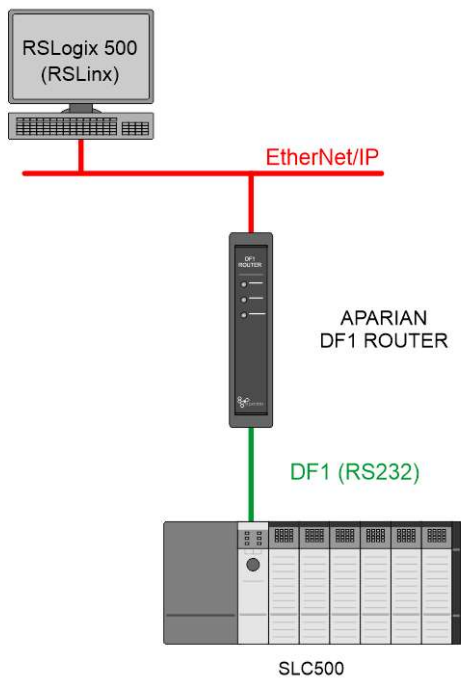 RSLogix 500
(RSLinx)
EtherNet/IP
DF1
ROUTER
APARIAN
DF1 ROUTER
DF1 (RS232)
SLC500